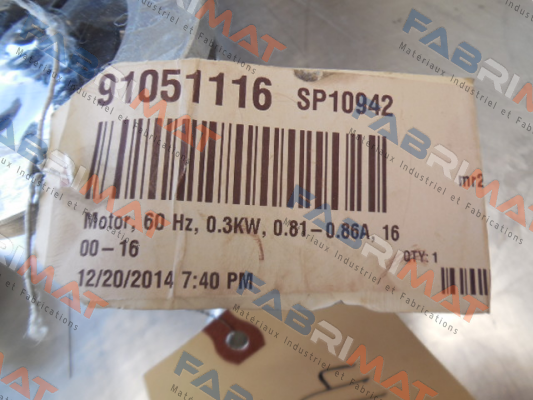 91051116 SP10942
mr2
Motor, 60 Hz, 0.3KW, 0.81-0.86A, 16
00-16
QTY: 1
12/20/2014 7:40 PM
FABRIMAT
Materiaux Industriel et Fabrications